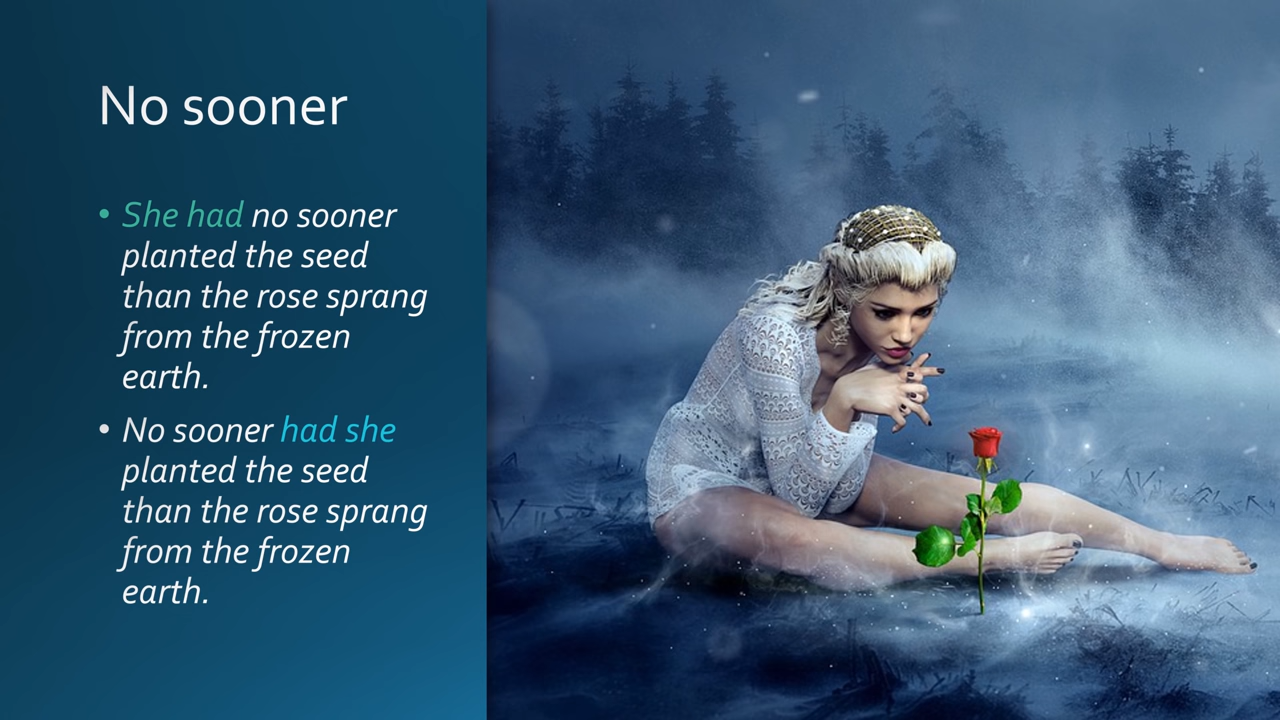 No sooner
• She had no sooner
planted the seed
than the rose sprang
from the frozen
earth.
• No sooner had she
planted the seed
than the rose sprang
from the frozen
earth.